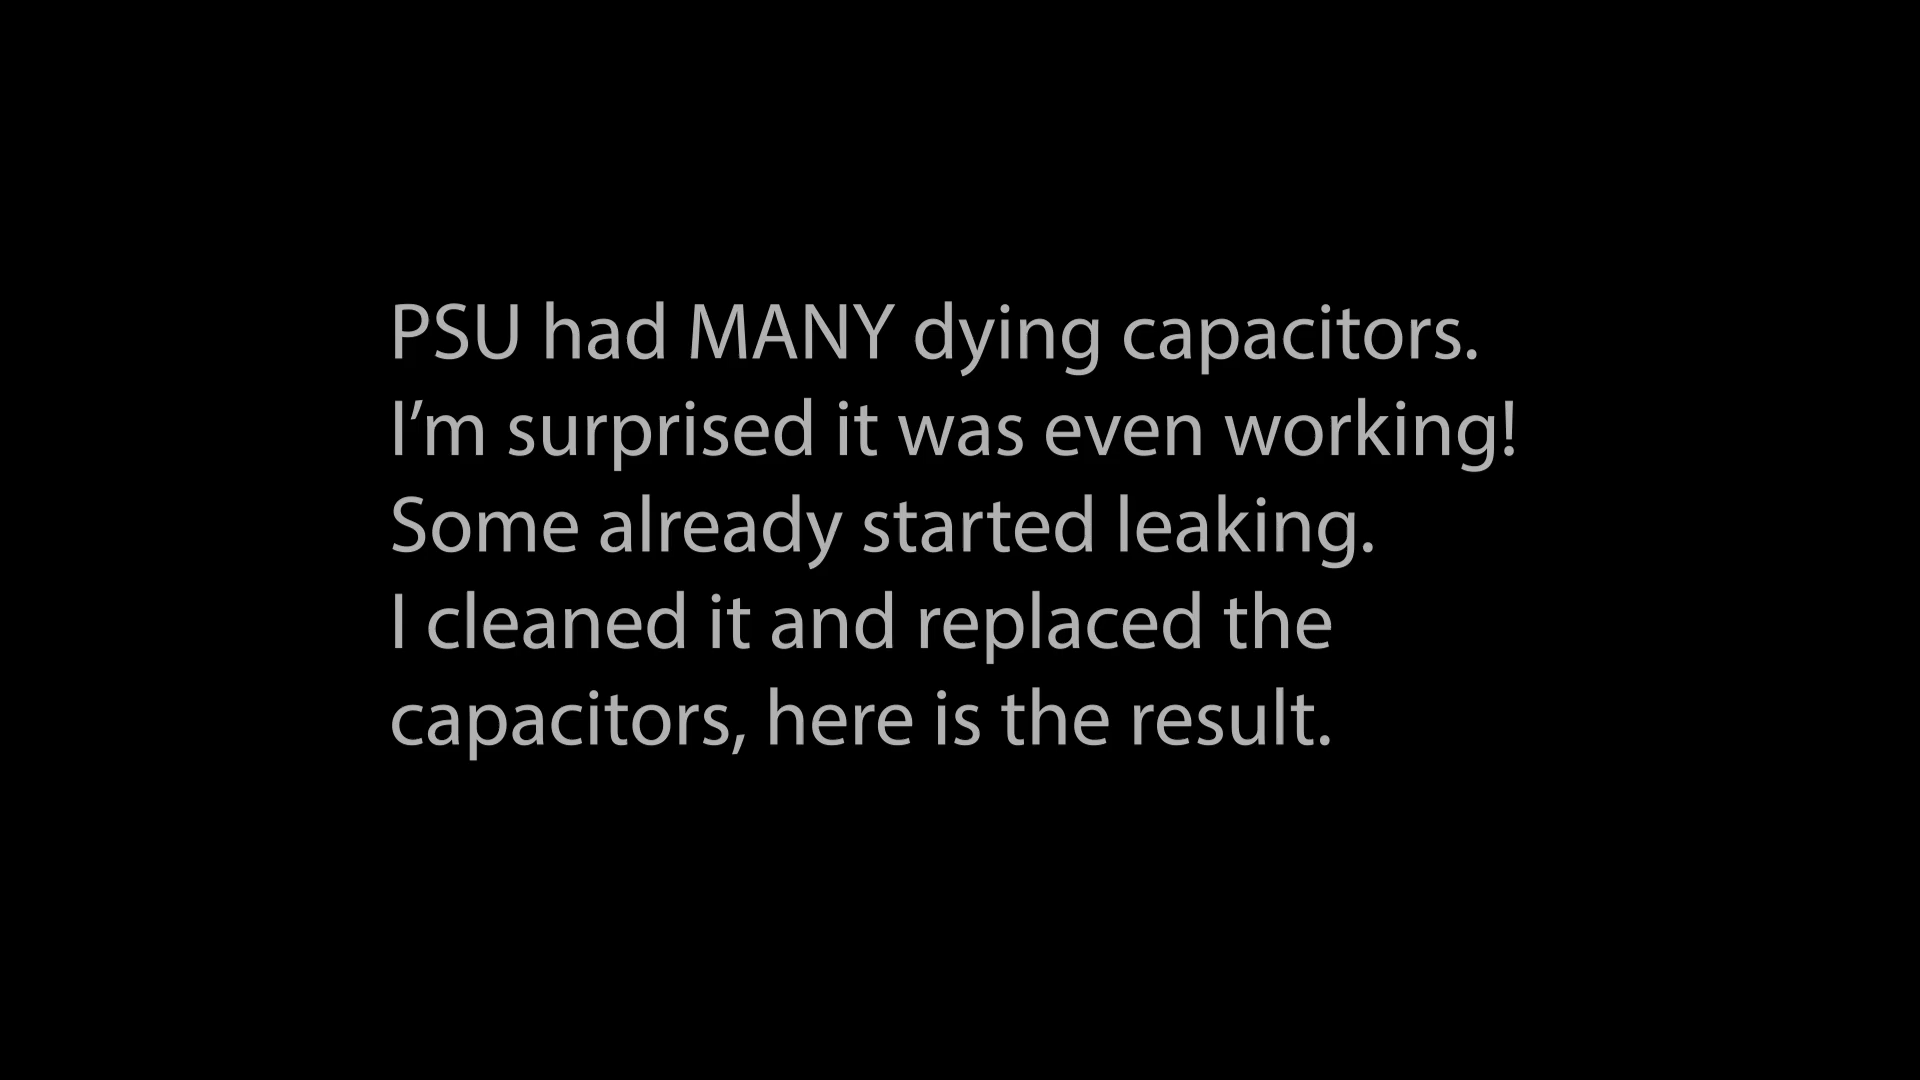 PSU had MANY dying capacitors.
I’m surprised it was even working!
Some already started leaking.
I cleaned it and replaced the
capacitors, here is the result.